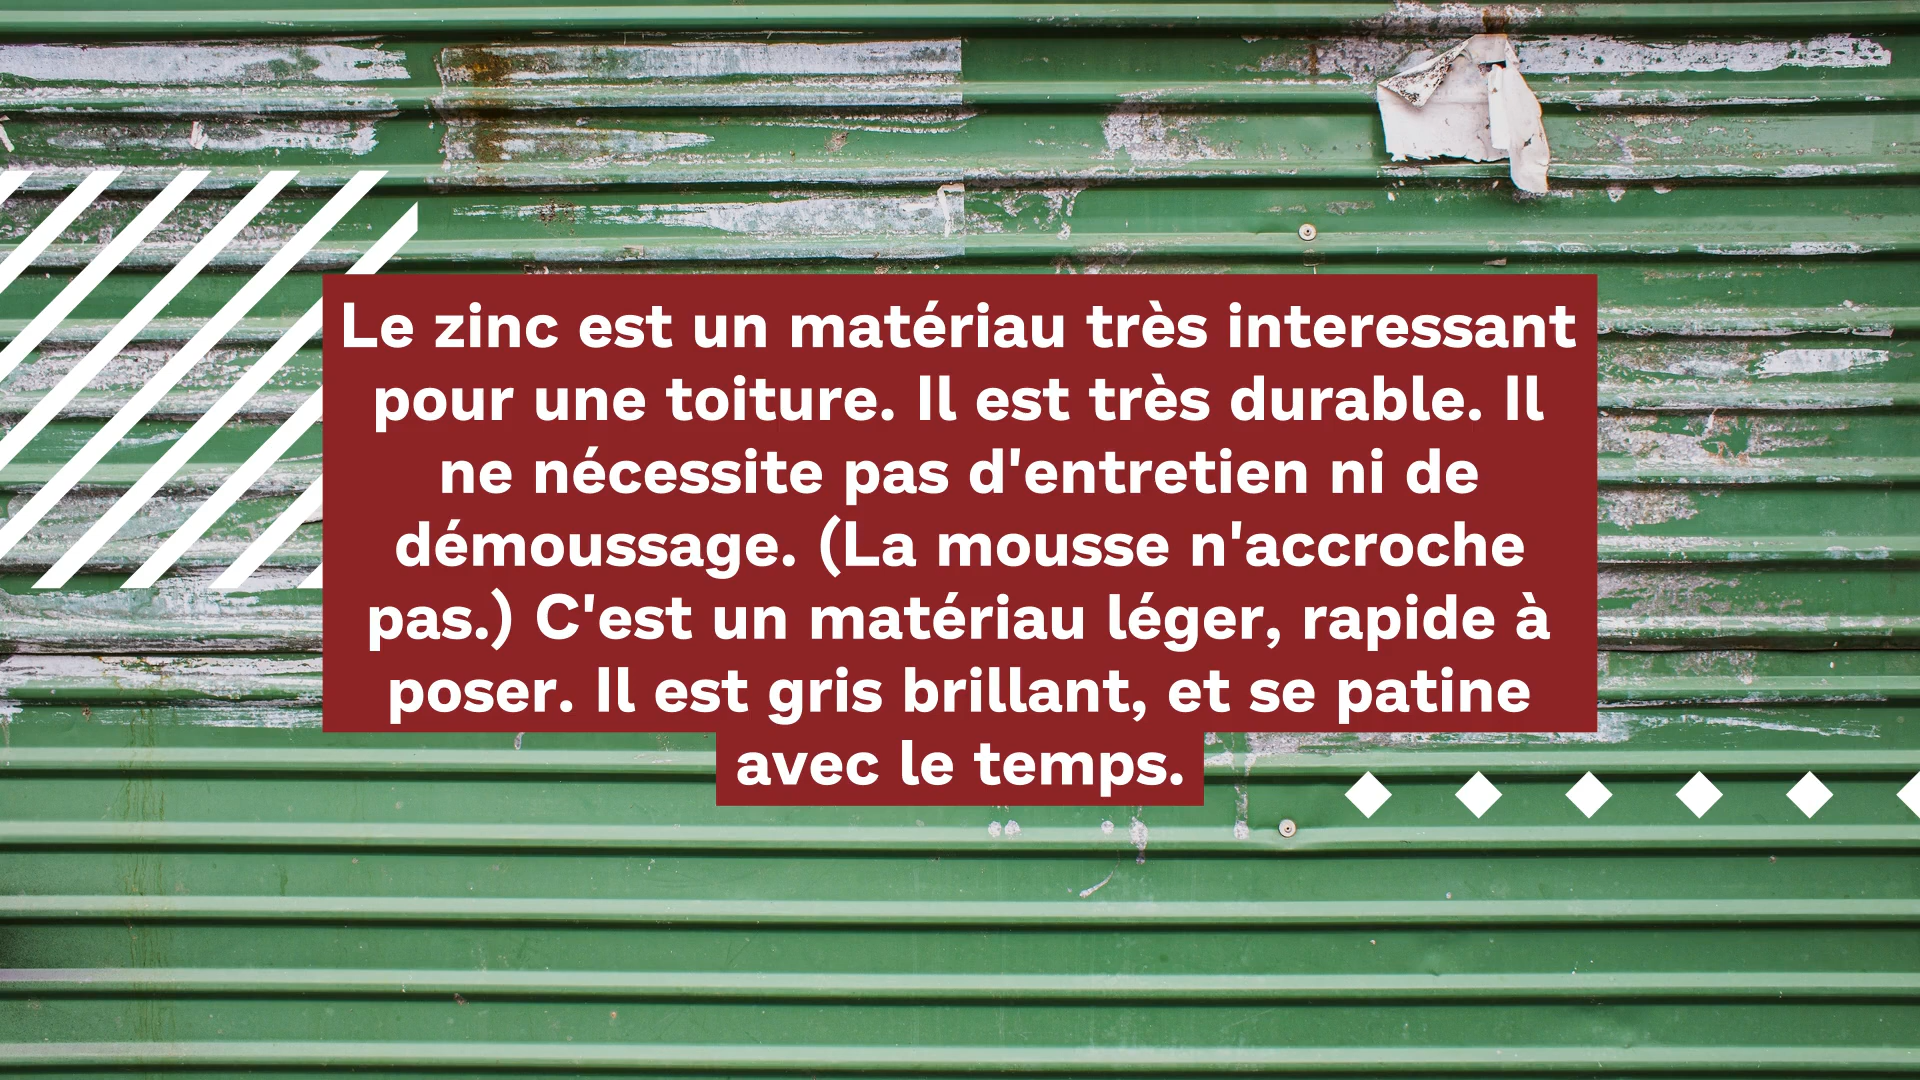 Le zinc est un matériau très interessant
pour une toiture. Il est très durable. Il
ne nécessite pas d'entretien ni de
démoussage. (La mousse n'accroche
pas.) C'est un matériau léger, rapide à
poser. Il est gris brillant, et se patine
avec le temps.